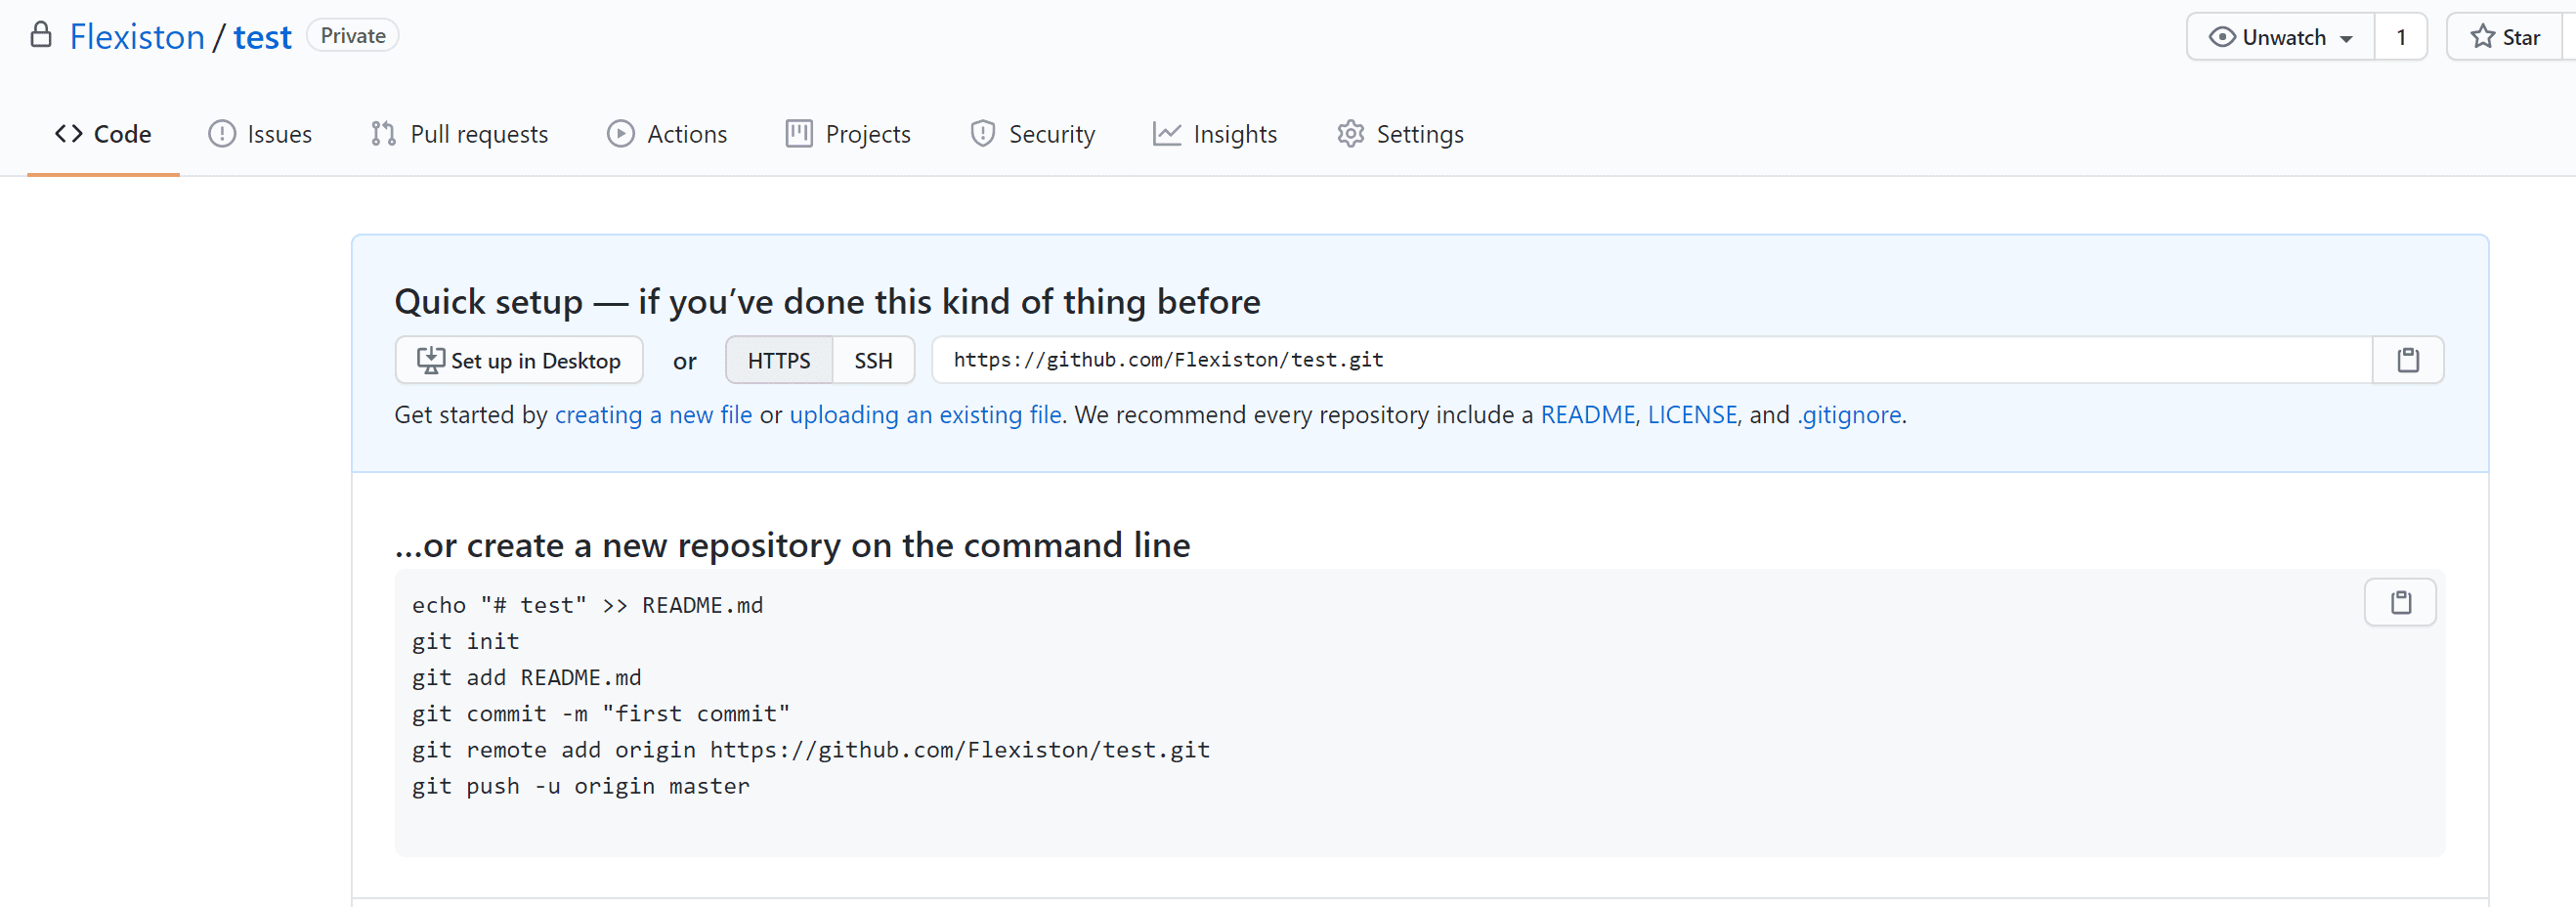 Flexiston / test Private
Unwatch 1 Star
Code Issues Pull requests Actions Projects Security Insights Settings
Quick setup — if you’ve done this kind of thing before
Set up in Desktop or HTTPS SSH https://github.com/Flexiston/test.git
Get started by creating a new file or uploading an existing file. We recommend every repository include a README, LICENSE, and .gitignore.
…or create a new repository on the command line
echo "# test" >> README.md
git init
git add README.md
git commit -m "first commit"
git remote add origin https://github.com/Flexiston/test.git
git push -u origin master